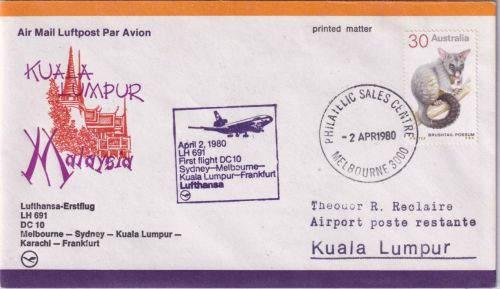 Air Mail Luftpost Par Avion
printed matter
KUALA
LUMPUR
Malaysia
April 2, 1980
LH 691
First flight DC10
Sydney-Melbourne-
Kuala Lumpur-Frankfurt
Lufthansa
PHILATELIC SALES CENTRE
-2 APR1980
MELBOURNE 3000
30 Australia
BRUSHTAIL POSSUM
Lufthansa-Erstflug
LH 691
DC 10
Melbourne – Sydney – Kuala Lumpur –
Karachi – Frankfurt
Theodor R. Reclaire
Airport poste restante
Kuala Lumpur